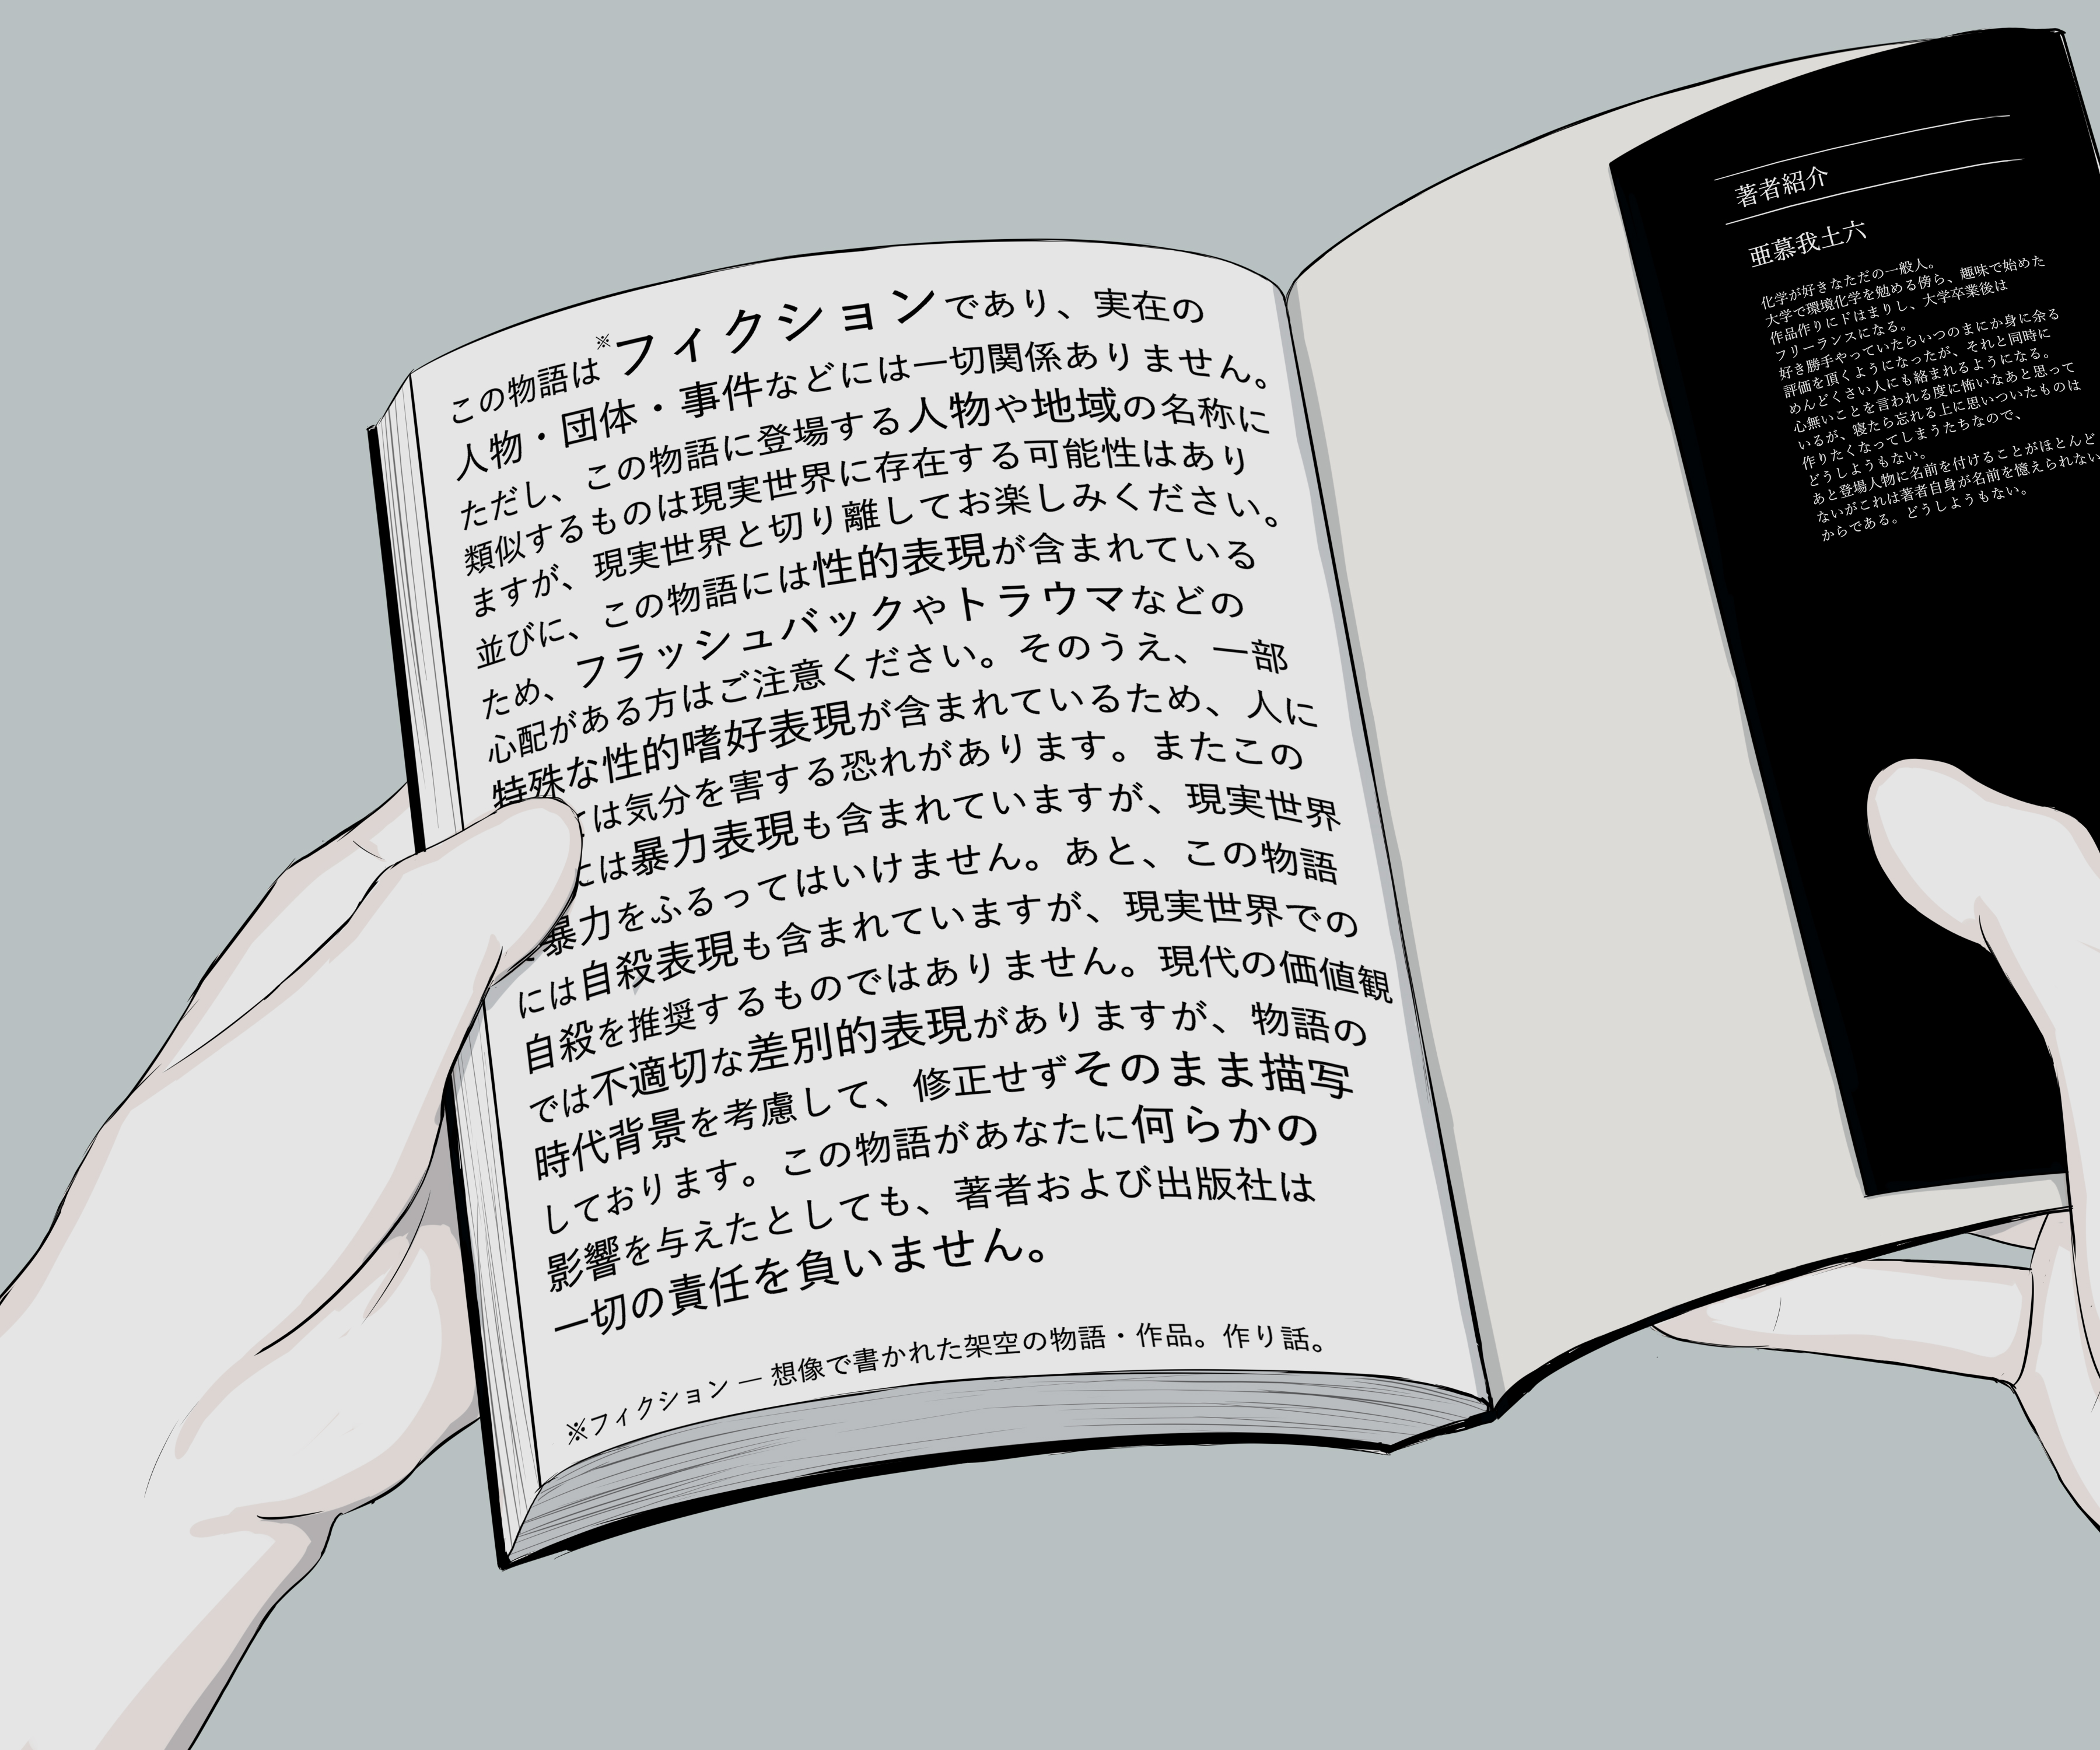 この物語は※フィクションであり、実在の
人物・団体・事件などには一切関係ありません。
ただし、この物語に登場する人物や地域の名称に
類似するものは現実世界に存在する可能性はあり
ますが、現実世界と切り離してお楽しみください。
並びに、この物語には性的表現が含まれている
ため、フラッシュバックやトラウマなどの
心配がある方はご注意ください。そのうえ、一部
特殊な性的嗜好表現が含まれているため、人に
は気分を害する恐れがあります。またこの
には暴力表現も含まれていますが、現実世界
暴力をふるってはいけません。あと、この物語
には自殺表現も含まれていますが、現実世界での
自殺を推奨するものではありません。現代の価値観
では不適切な差別的表現がありますが、物語の
時代背景を考慮して、修正せずそのまま描写
しております。この物語があなたに何らかの
影響を与えたとしても、著者および出版社は
一切の責任を負いません。
※フィクション — 想像で書かれた架空の物語・作品。作り話。
著者紹介
亜慕我土六
化学が好きなただの一般人。
大学で環境化学を勉める傍ら、趣味で始めた
作品作りにドはまりし、大学卒業後は
フリーランスになる。
好き勝手やっていたらいつのまにか身に余る
評価を頂くようになったが、それと同時に
めんどくさい人にも絡まれるようになる。
心無いことを言われる度に怖いなあと思って
いるが、寝たら忘れる上に思いついたものは
作りたくなってしまうたちなので、
どうしようもない。
あと登場人物に名前を付けることがほとんど
ないがこれは著者自身が名前を憶えられない
からである。どうしようもない。